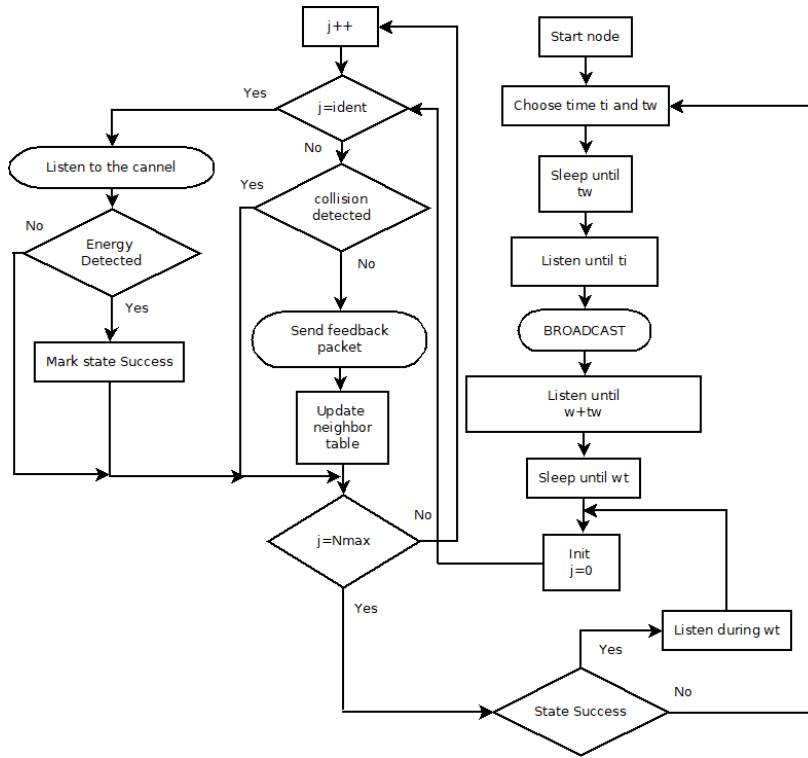 j++
Start node
Yes
j=ident
Choose time ti and tw
No
Listen to the cannel
Yes
collision
detected
Sleep until
tw
No
Energy
Detected
Listen until ti
No
Yes
Send feedback
packet
BROADCAST
Mark state Success
Update
neighbor
table
Listen until
w+tw
Sleep until wt
No
j=Nmax
Init
j=0
Yes
Listen during wt
Yes
No
State Success